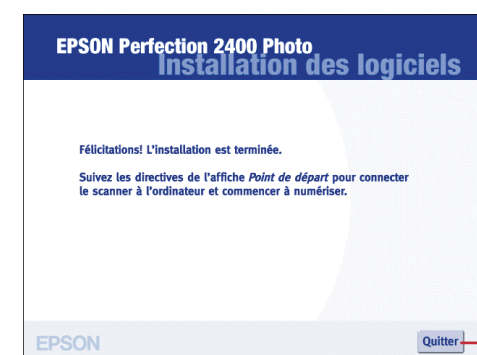 EPSON Perfection 2400 Photo
Installation des logiciels
Félicitations! L'installation est terminée.
Suivez les directives de l'affiche Point de départ pour connecter
le scanner à l'ordinateur et commencer à numériser.
EPSON
Quitter